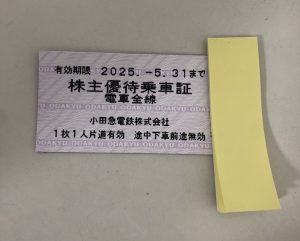 有効期限 2025.-5.31まで
株主優待乗車証
電車全線
小田急電鉄株式会社
1枚1人片道有効 途中下車前途無効